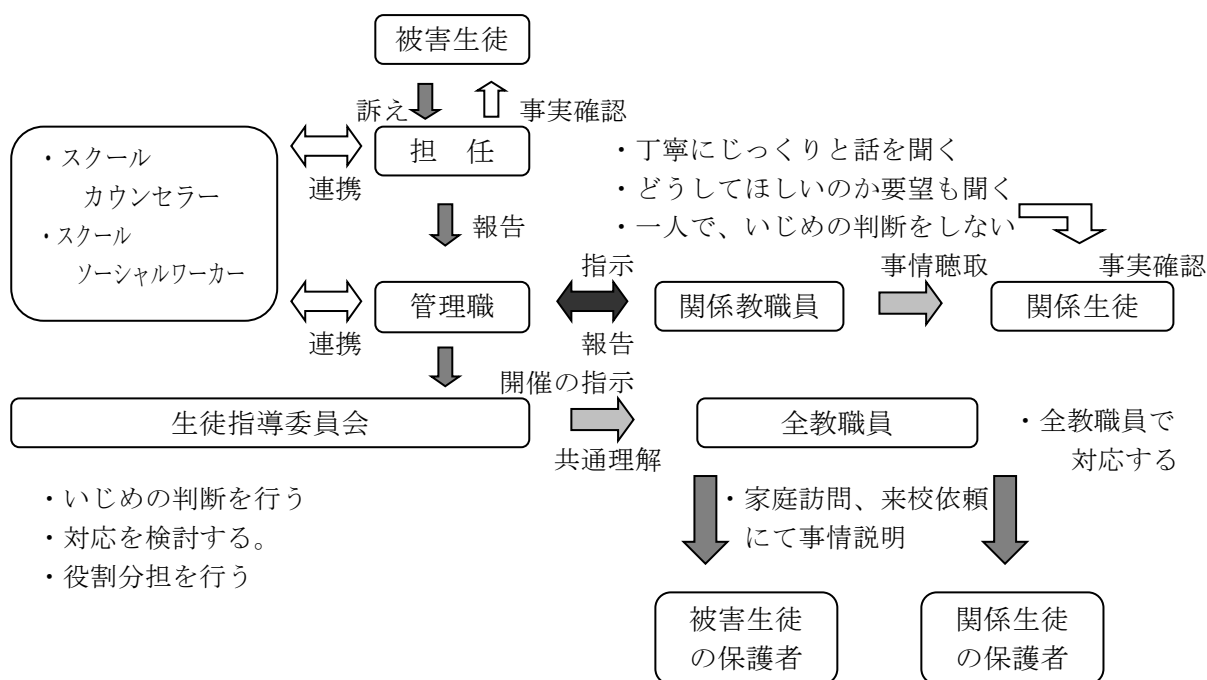 被害生徒
訴え
事実確認
・スクール
カウンセラー
・スクール
ソーシャルワーカー
連携
担　任
・丁寧にじっくりと話を聞く
・どうしてほしいのか要望も聞く
・一人で、いじめの判断をしない
報告
連携
管理職
指示
報告
関係教職員
事情聴取
事実確認
関係生徒
開催の指示
生徒指導委員会
共通理解
全教職員
・全教職員で
対応する
・いじめの判断を行う
・対応を検討する。
・役割分担を行う
・家庭訪問、来校依頼
にて事情説明
被害生徒
の保護者
関係生徒
の保護者